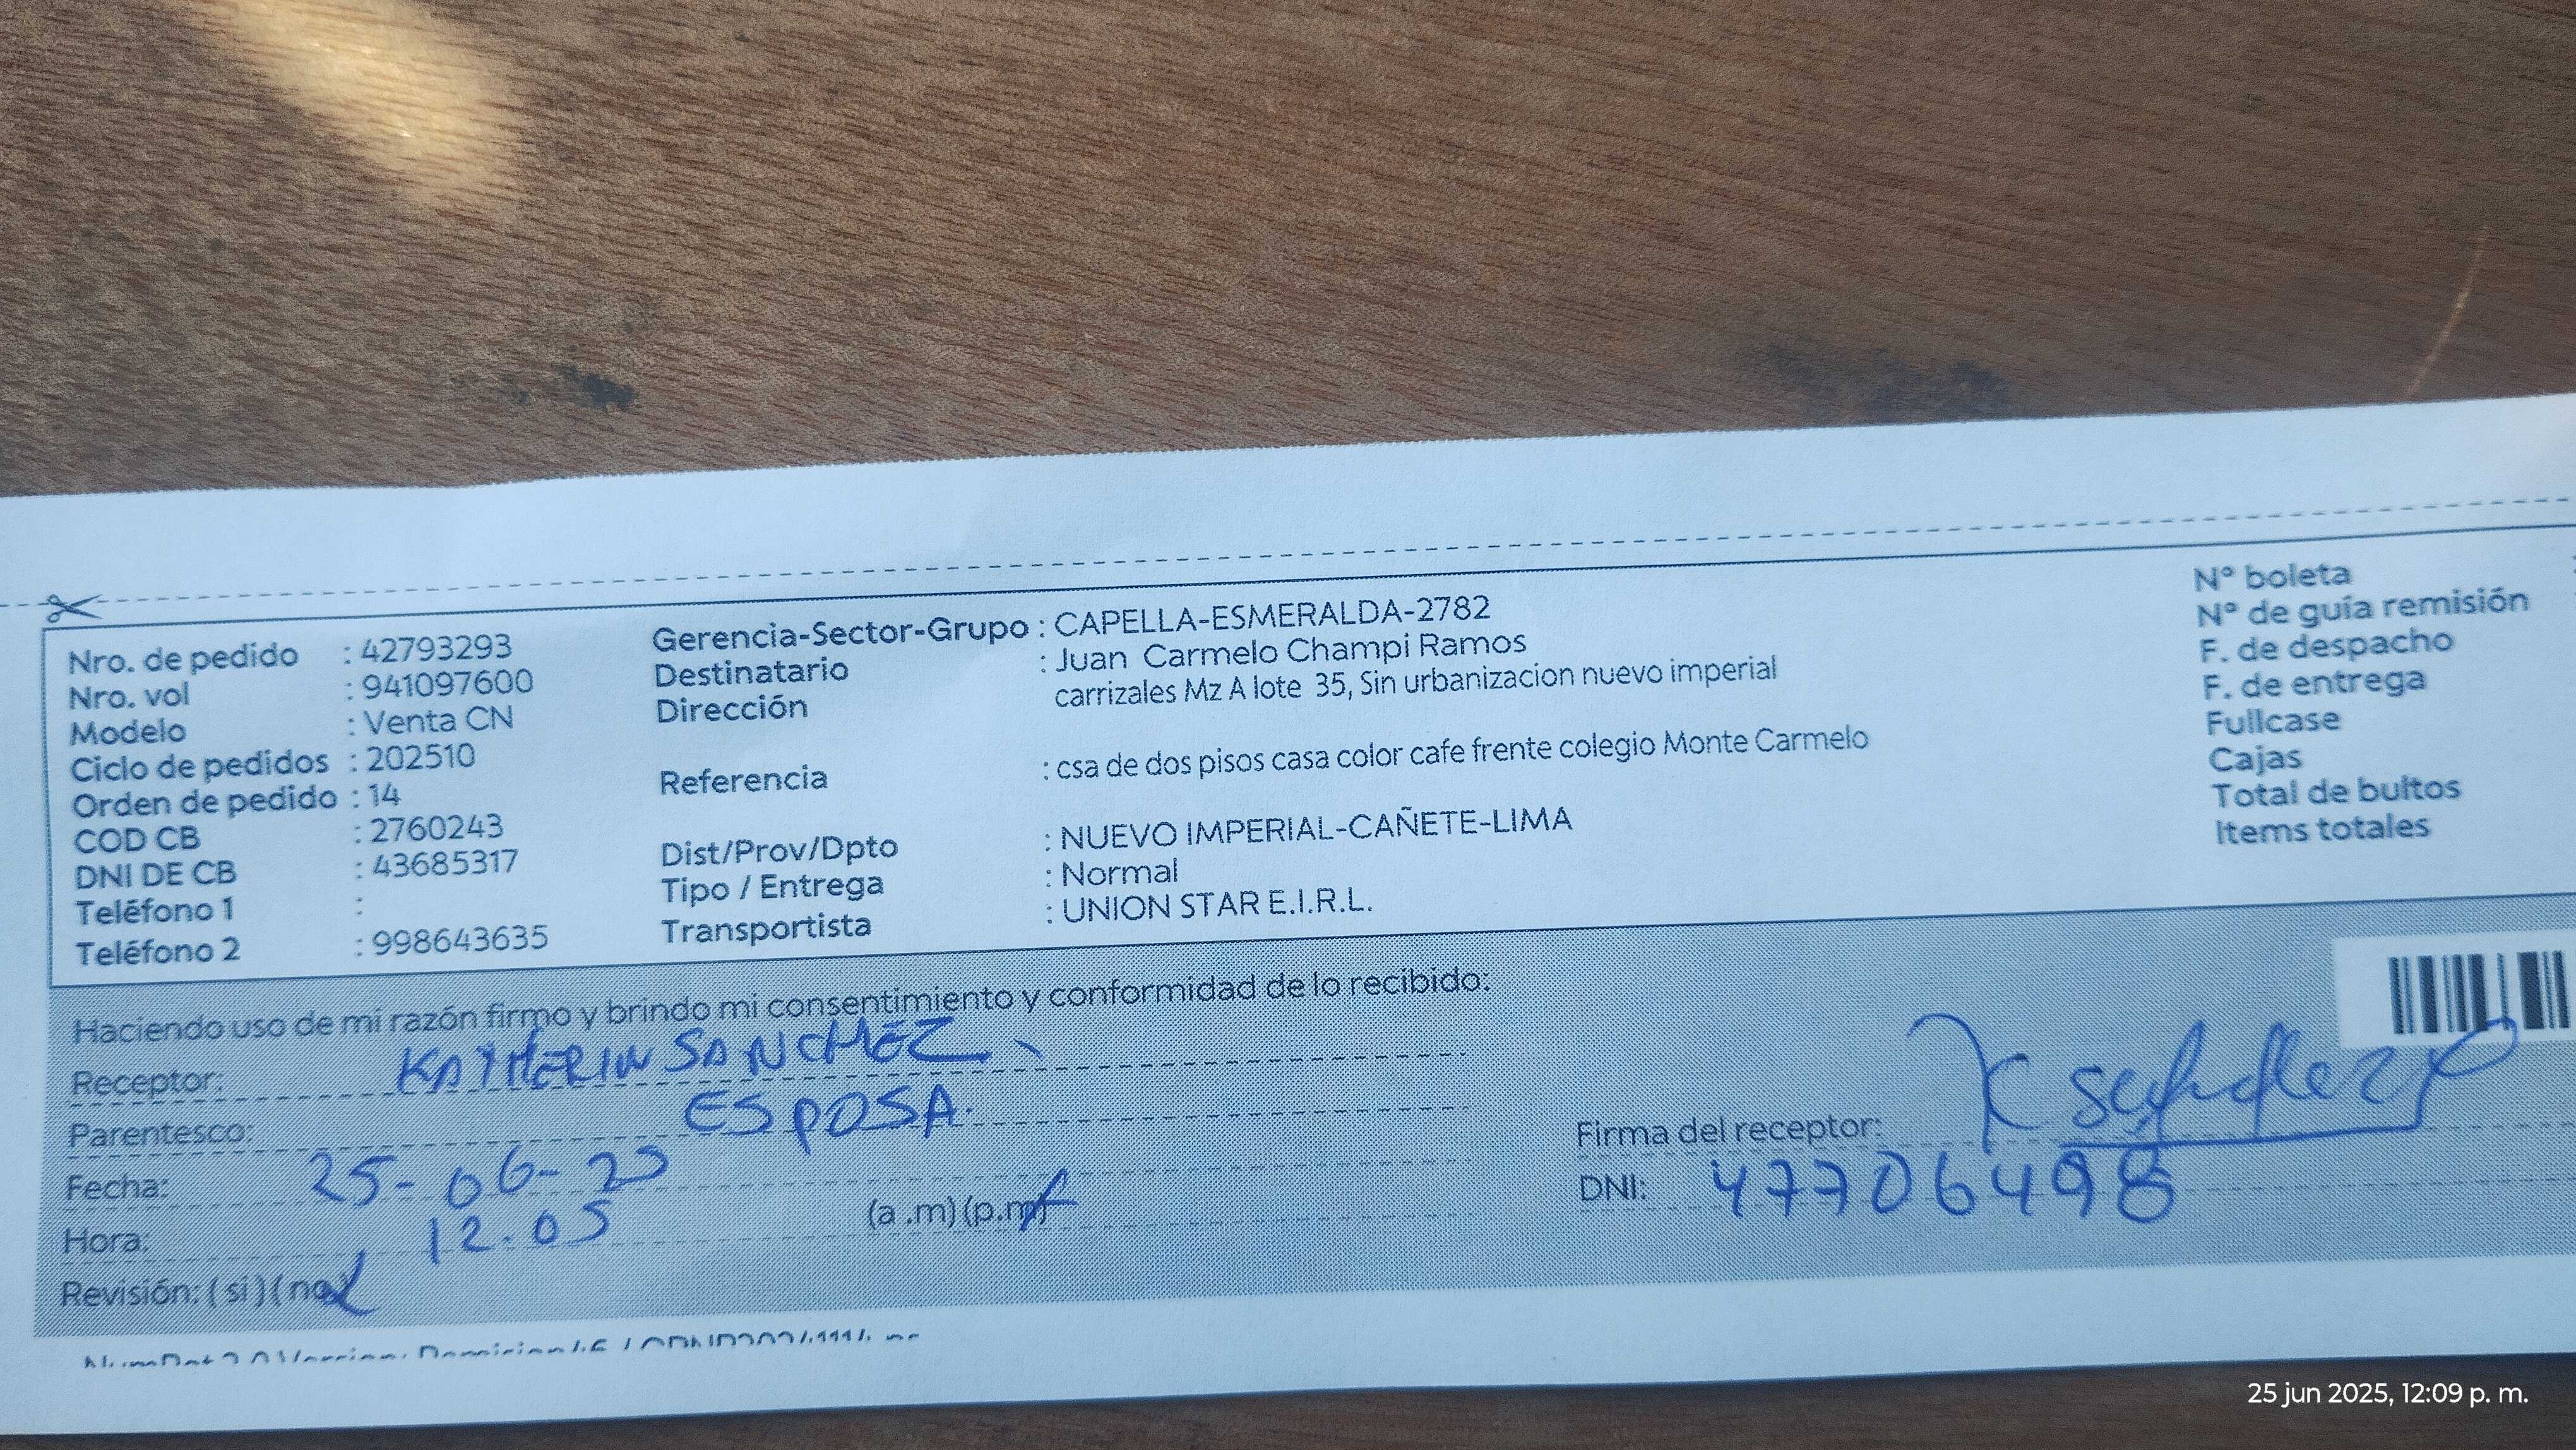 Nro. de pedido : 42793293
Nro. vol : 941097600
Modelo : Venta CN
Ciclo de pedidos : 202510
Orden de pedido : 14
COD CB : 2760243
DNI DE CB : 43685317
Teléfono 1 :
Teléfono 2 : 998643635
Gerencia-Sector-Grupo : CAPELLA-ESMERALDA-2782
Destinatario : Juan Carmelo Champi Ramos
Dirección carrizales Mz A lote 35, Sin urbanizacion nuevo imperial
Referencia : csa de dos pisos casa color cafe frente colegio Monte Carmelo
Dist/Prov/Dpto : NUEVO IMPERIAL-CAÑETE-LIMA
Tipo / Entrega : Normal
Transportista : UNION STAR E.I.R.L.
N° boleta
N° de guía remisión
F. de despacho
F. de entrega
Fullcase
Cajas
Total de bultos
Items totales
Haciendo uso de mi razón firmo y brindo mi consentimiento y conformidad de lo recibido:
Receptor: KATHERIN SANCHEZ
Parentesco: ESPOSA
Fecha: 25-06-25
Hora: 12.05 (a .m) (p.m)
Revisión: ( si ) ( no )
Firma del receptor:
DNI: 47706498
25 jun 2025, 12:09 p. m.